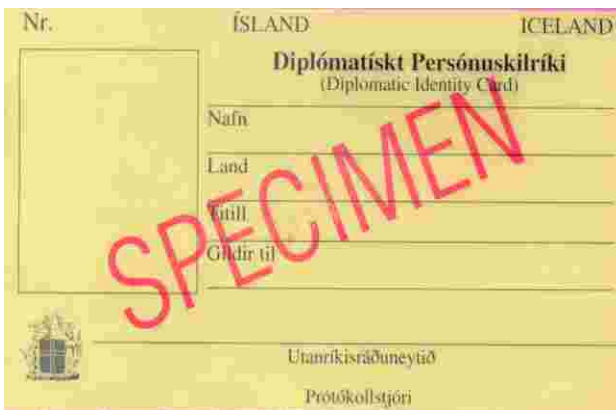 Nr. ÍSLAND ICELAND
Diplómatískt Persónuskilríki
(Diplomatic Identity Card)
Nafn
Land
Titill
Gildir til
SPECIMEN
Utanríkisráðuneytið
Prótókollstjóri